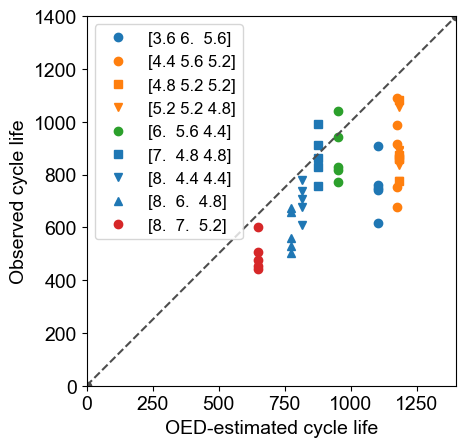 1400
1200
1000
800
600
400
200
0
Observed cycle life
[3.6 6.  5.6]
[4.4 5.6 5.2]
[4.8 5.2 5.2]
[5.2 5.2 4.8]
[6.  5.6 4.4]
[7.  4.8 4.8]
[8.  4.4 4.4]
[8.  6.  4.8]
[8.  7.  5.2]
0 250 500 750 1000 1250
OED-estimated cycle life